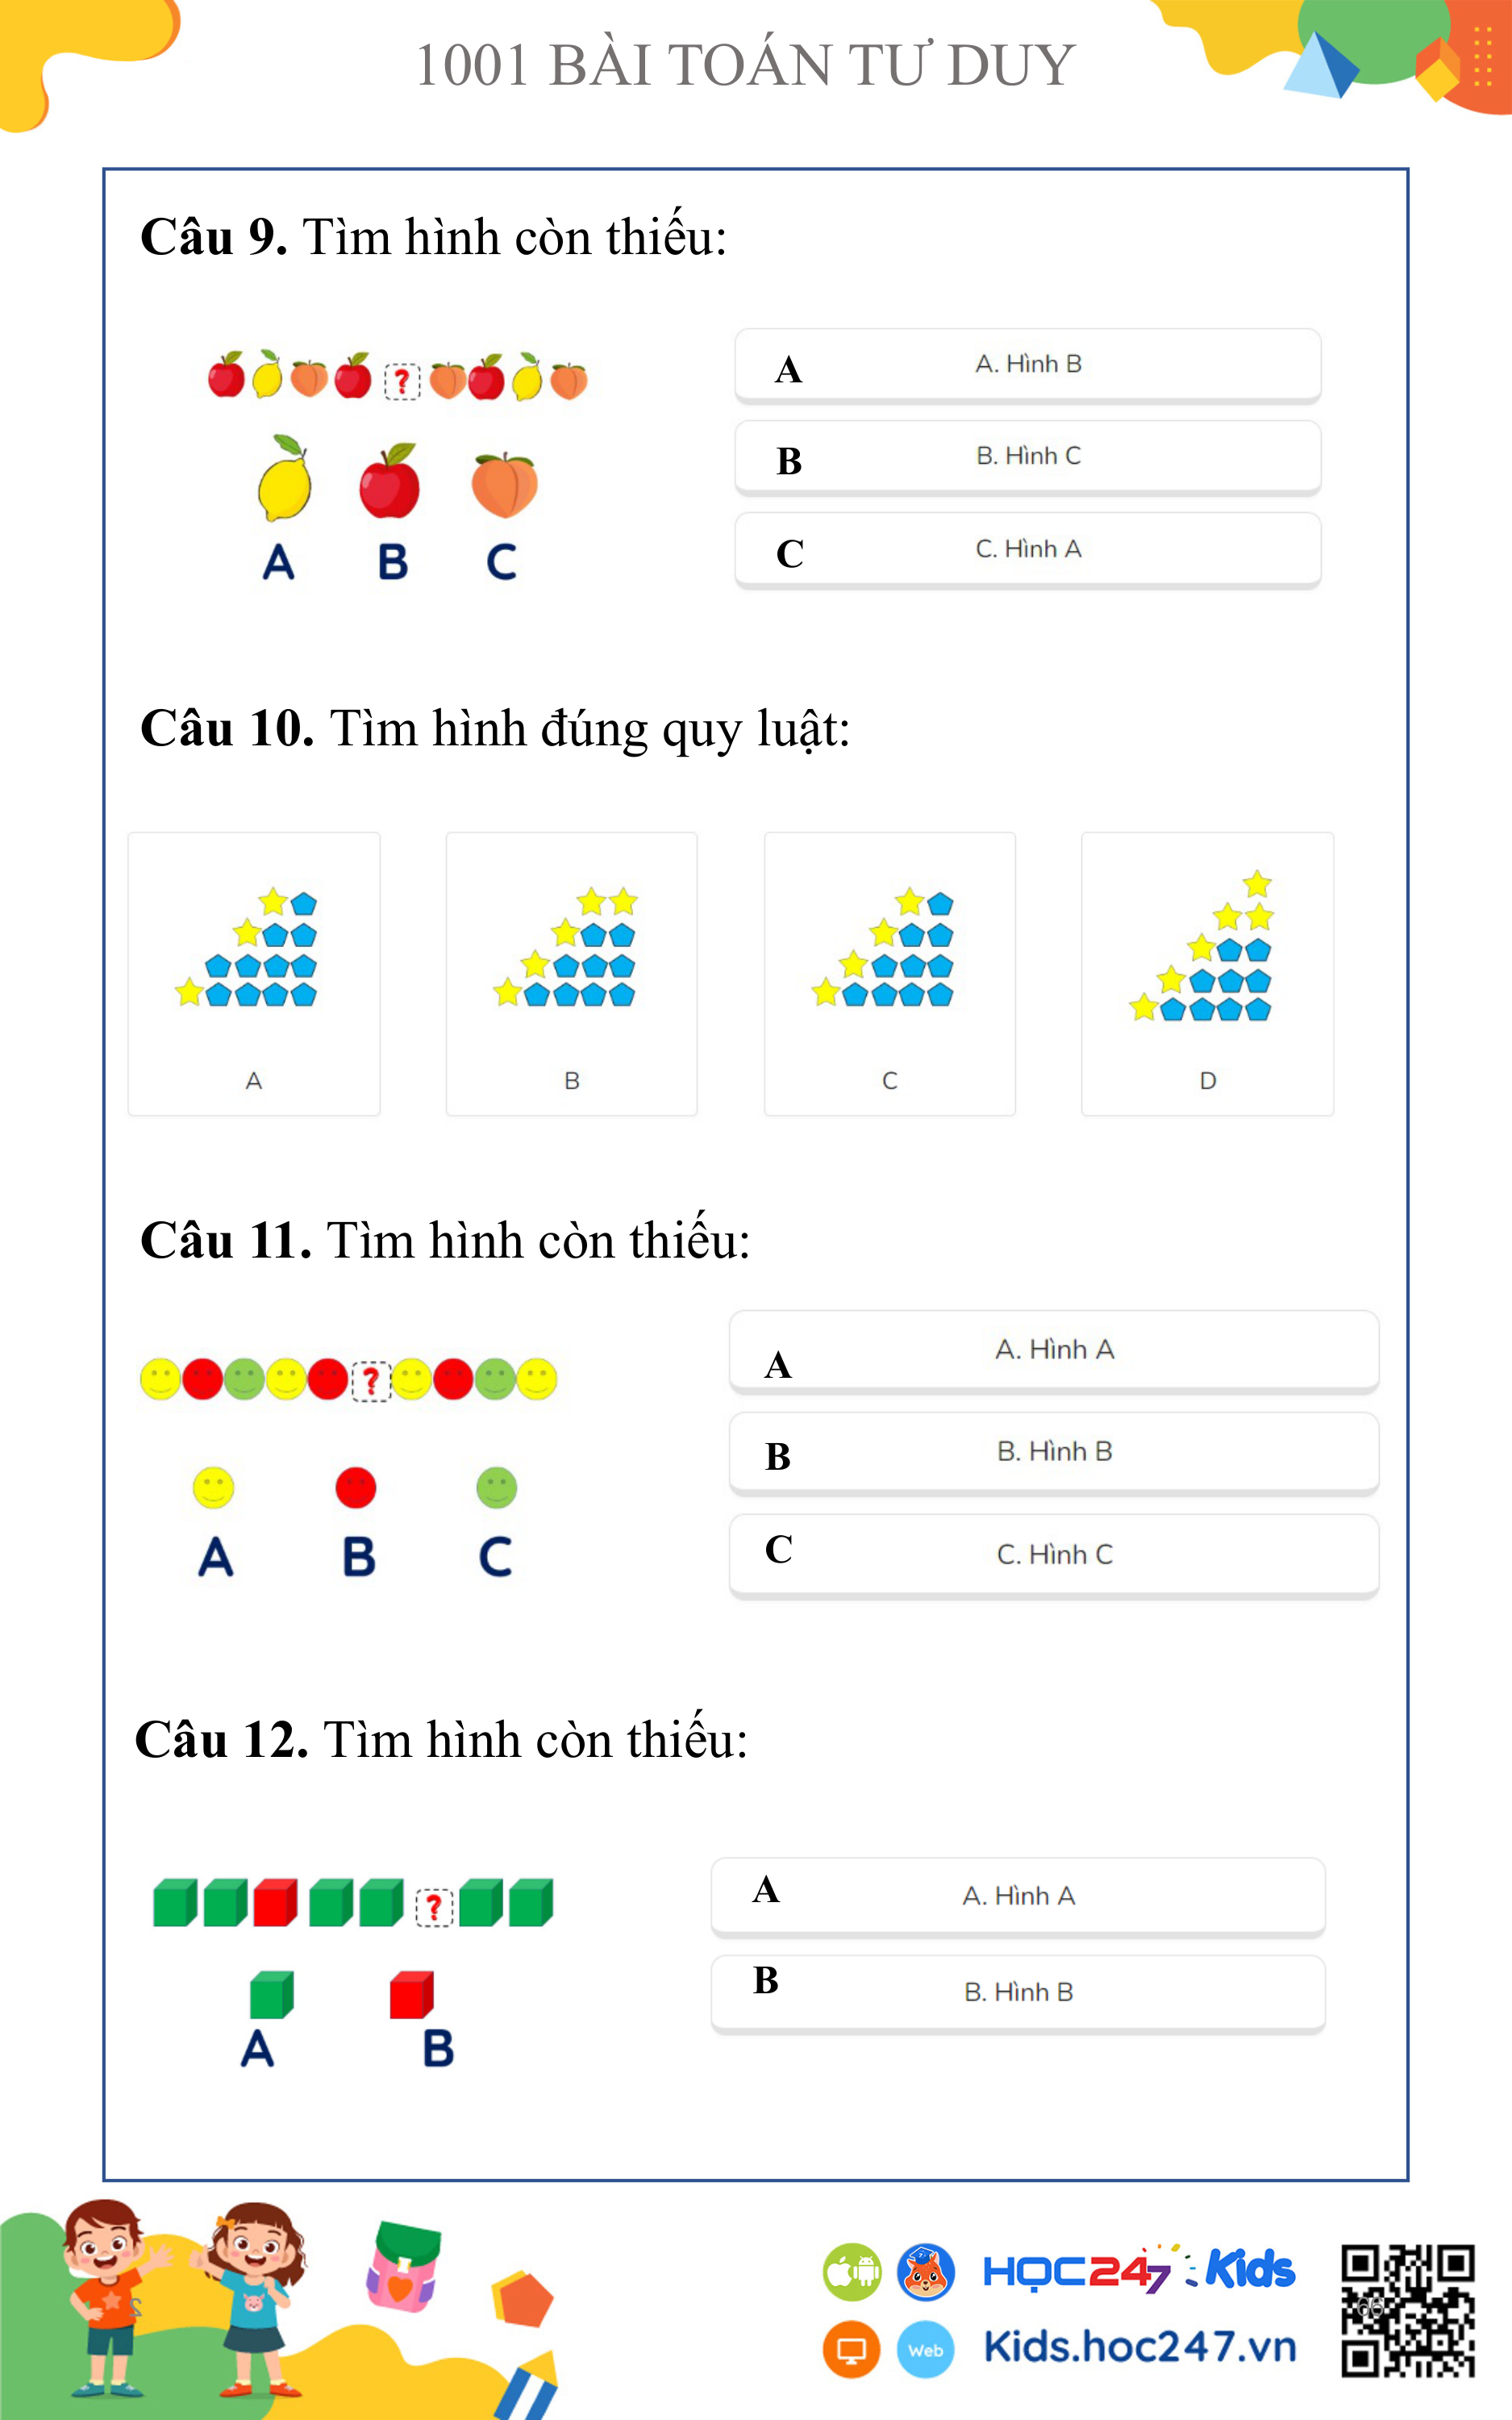 1001 BÀI TOÁN TƯ DUY
Câu 9. Tìm hình còn thiếu:
?
A B C
A A. Hình B
B B. Hình C
C C. Hình A
Câu 10. Tìm hình đúng quy luật:
A B C D
Câu 11. Tìm hình còn thiếu:
?
A B C
A A. Hình A
B B. Hình B
C C. Hình C
Câu 12. Tìm hình còn thiếu:
?
A B
A A. Hình A
B B. Hình B
2
HỌC247 Kids
66
Web Kids.hoc247.vn